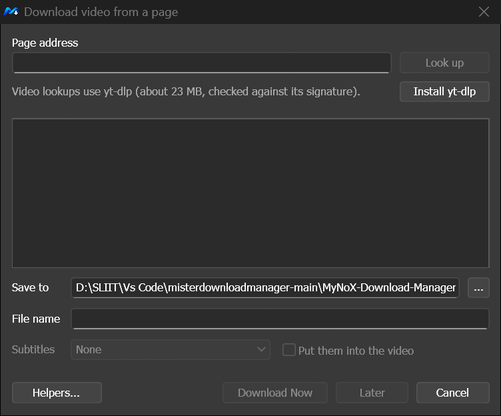 Download video from a page
Page address
Look up
Video lookups use yt-dlp (about 23 MB, checked against its signature).
Install yt-dlp
Save to
D:\SLIIT\Vs Code\misterdownloadmanager-main\MyNoX-Download-Manager
...
File name
Subtitles
None
Put them into the video
Helpers...
Download Now
Later
Cancel